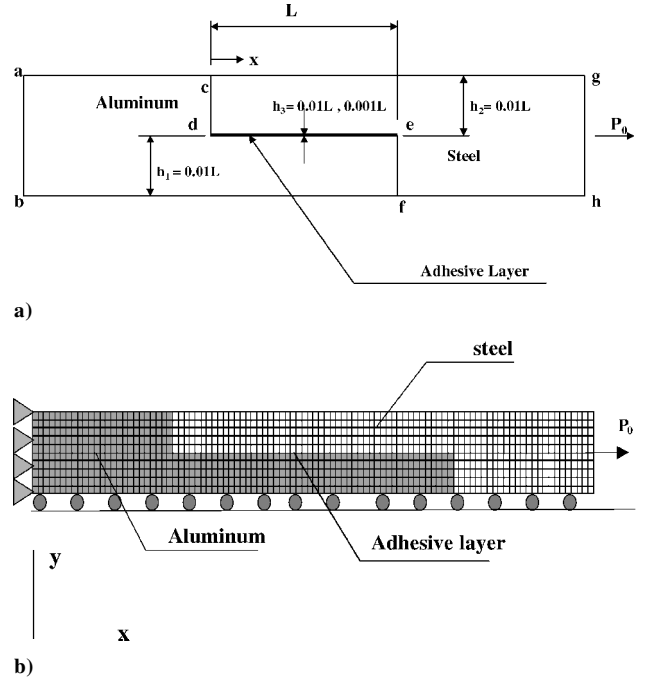 L
x
a
g
c
Aluminum
h3= 0.01L , 0.001L
h2= 0.01L
P0
d
e
Steel
h1= 0.01L
b
f
h
Adhesive Layer
a)
steel
P0
Aluminum
Adhesive layer
y
x
b)